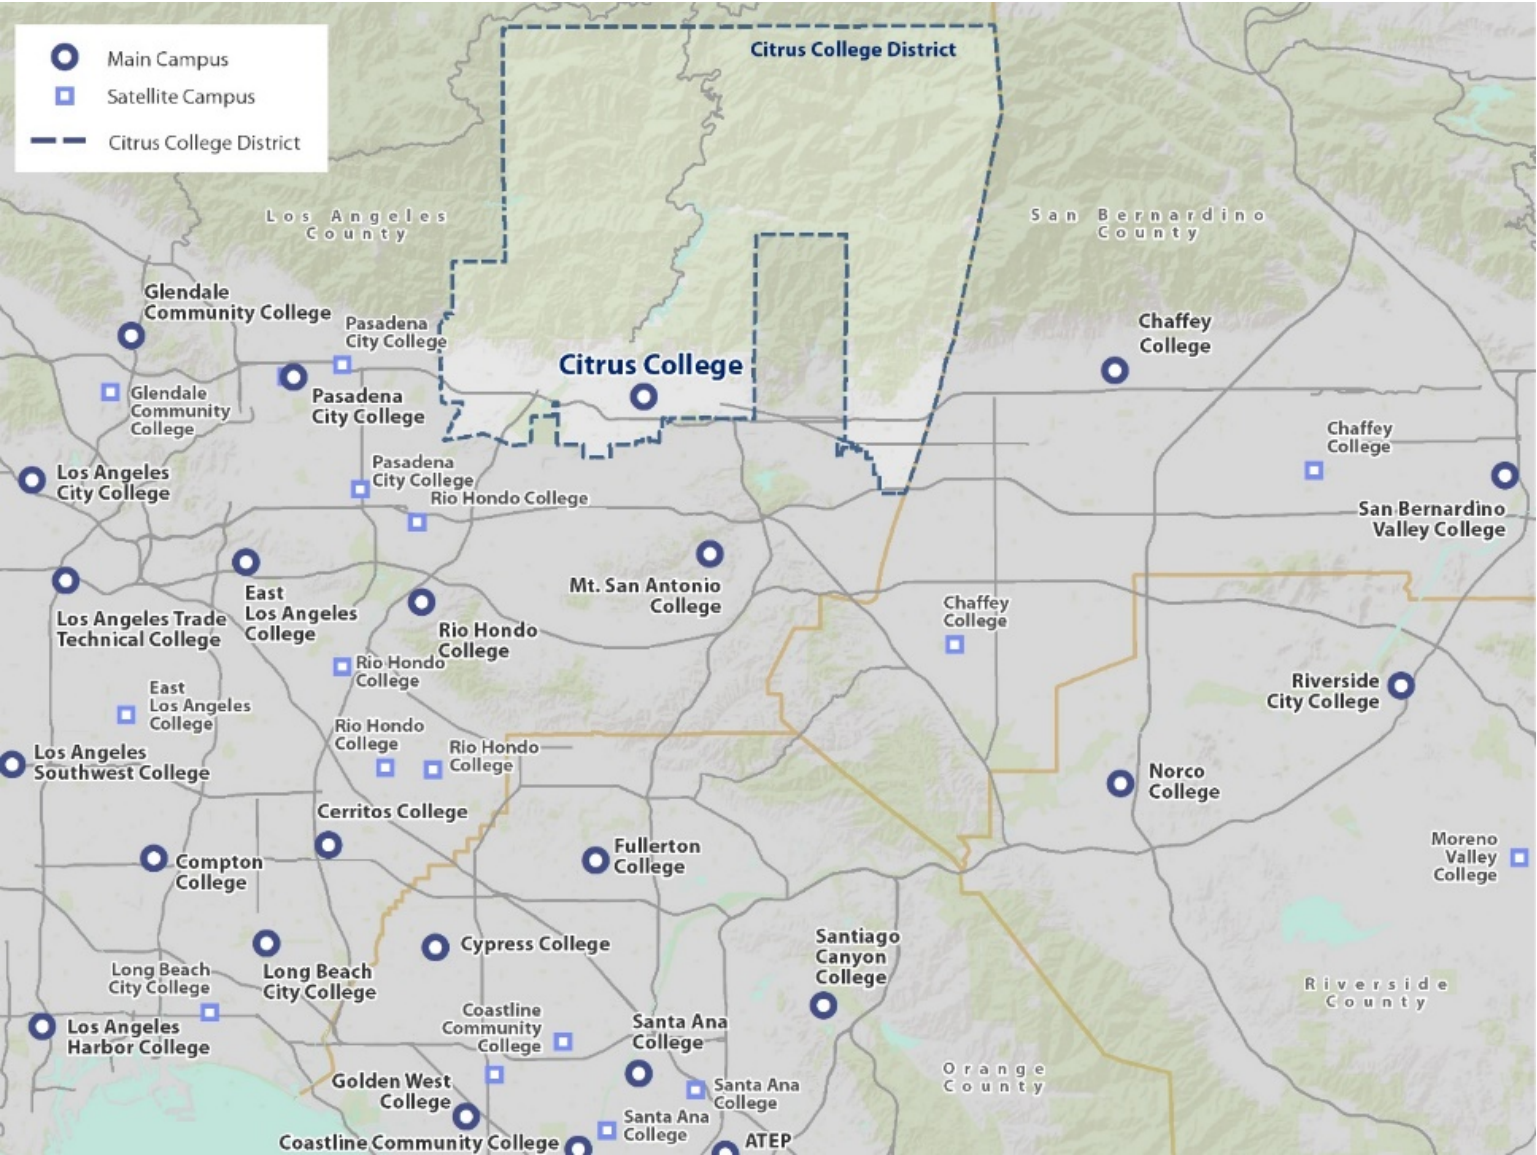 Main Campus
Satellite Campus
Citrus College District
Citrus College District
Los Angeles
County
San Bernardino
County
Glendale
Community College
Pasadena
City College
Chaffey
College
Citrus College
Glendale
Community
College
Pasadena
City College
Chaffey
College
Los Angeles
City College
Pasadena
City College
Rio Hondo College
San Bernardino
Valley College
Mt. San Antonio
College
East
Los Angeles
College
Los Angeles Trade
Technical College
Chaffey
College
Rio Hondo
College
Rio Hondo
College
Riverside
City College
East
Los Angeles
College
Rio Hondo
College
Rio Hondo
College
Los Angeles
Southwest College
Norco
College
Cerritos College
Fullerton
College
Moreno
Valley
College
Compton
College
Cypress College
Santiago
Canyon
College
Long Beach
City College
Long Beach
City College
Riverside
County
Coastline
Community
College
Santa Ana
College
Los Angeles
Harbor College
Orange
County
Golden West
College
Santa Ana
College
Santa Ana
College
Coastline Community College
ATEP